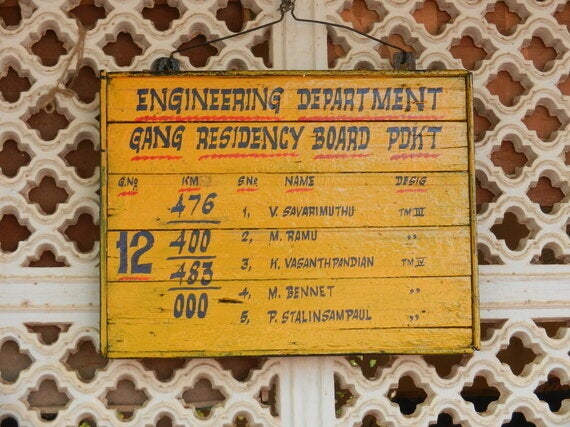 ENGINEERING DEPARTMENT
GANG RESIDENCY BOARD PDKT
G.No KM S.No NAME DESIG
476 1, V. SAVARIMUTHU TM III
12 400 2, M. RAMU ,,
483 3, K. VASANTHPANDIAN TM IV
000 4, M. BENNET ,,
5, P. STALINSAMPAUL ,,